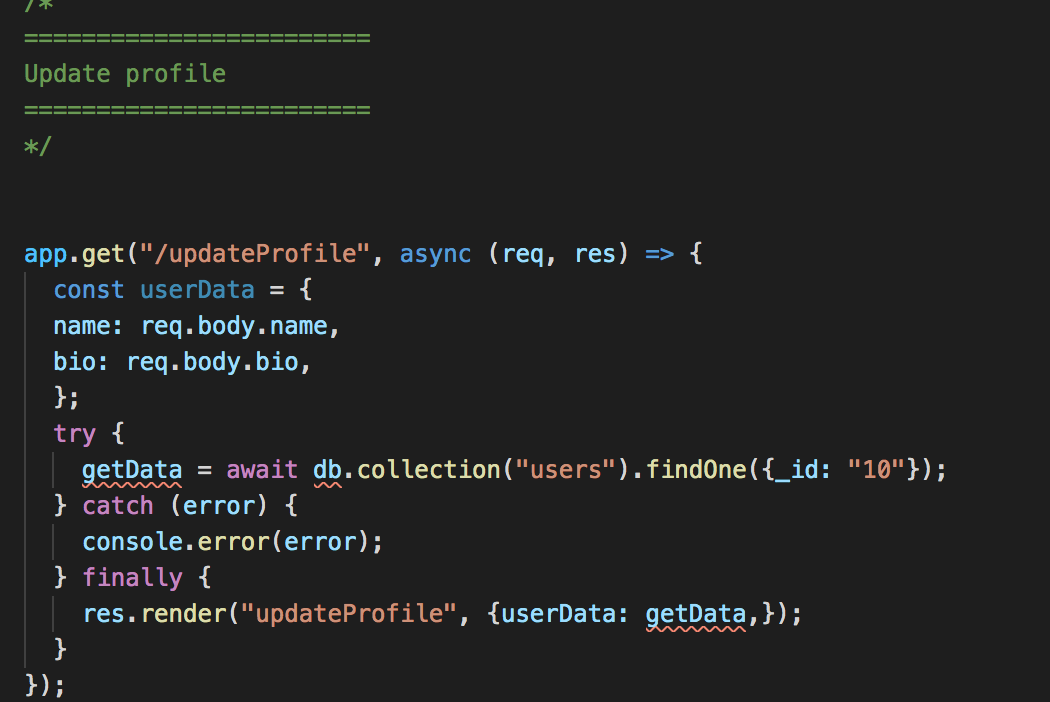 /*
========================
Update profile
========================
*/
app.get("/updateProfile", async (req, res) => {
const userData = {
name: req.body.name,
bio: req.body.bio,
};
try {
getData = await db.collection("users").findOne({_id: "10"});
} catch (error) {
console.error(error);
} finally {
res.render("updateProfile", {userData: getData,});
}
});